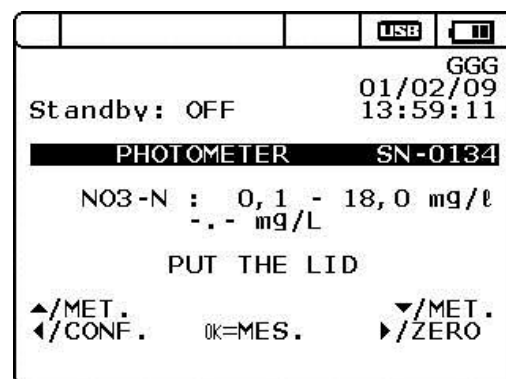 USB
GGG
01/02/09
Standby: OFF 13:59:11
PHOTOMETER SN-0134
NO3-N : 0,1 - 18,0 mg/ℓ
-.- mg/L
PUT THE LID
▲/MET. ▼/MET.
◀/CONF. OK=MES. ▶/ZERO